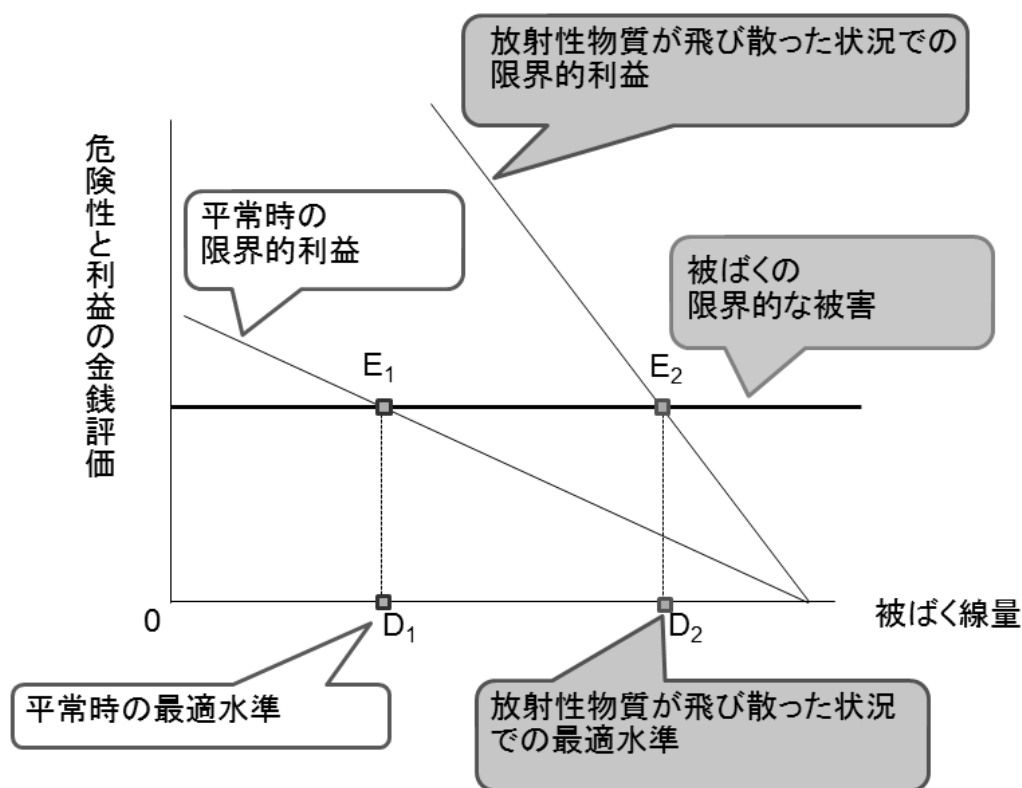 放射性物質が飛び散った状況での
限界的利益
危険性と利益の金銭評価
平常時の
限界的利益
被ばくの
限界的な被害
E1
E2
0
D1
D2
被ばく線量
平常時の最適水準
放射性物質が飛び散った状況
での最適水準